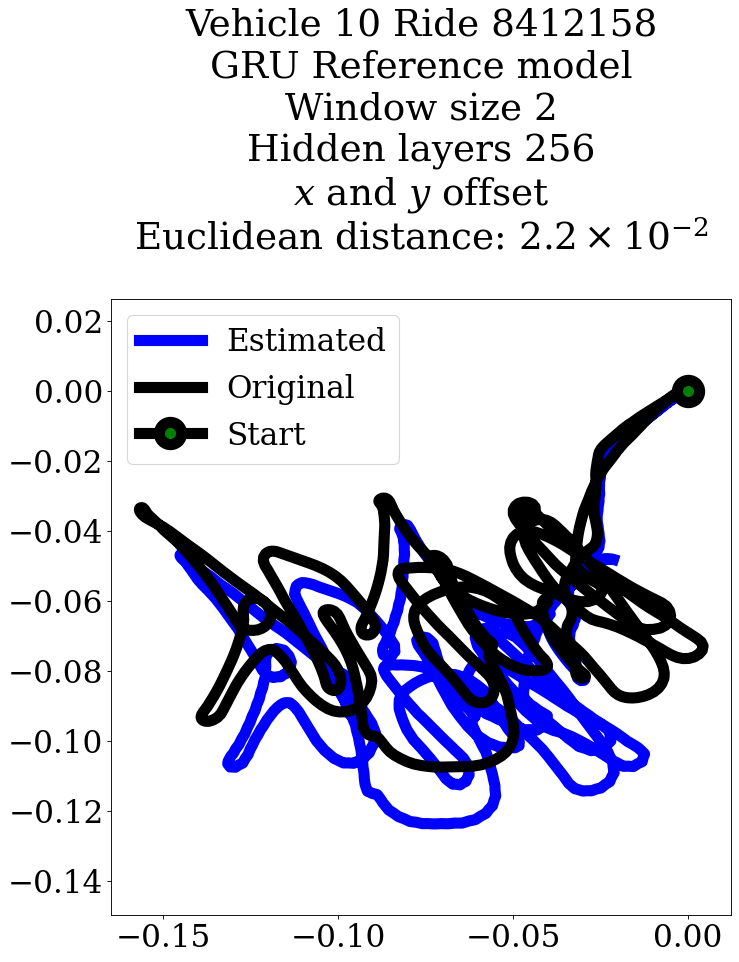 Vehicle 10 Ride 8412158
GRU Reference model
Window size 2
Hidden layers 256
x and y offset
Euclidean distance: 2.2 × 10⁻²
Estimated
Original
Start
0.02
0.00
−0.02
−0.04
−0.06
−0.08
−0.10
−0.12
−0.14
−0.15 −0.10 −0.05 0.00